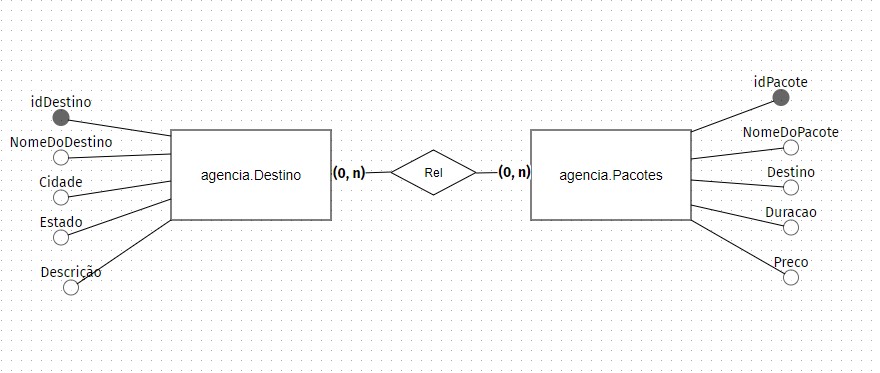 idDestino
NomeDoDestino
Cidade
Estado
Descrição
agencia.Destino
(0, n)
Rel
(0, n)
agencia.Pacotes
idPacote
NomeDoPacote
Destino
Duracao
Preco